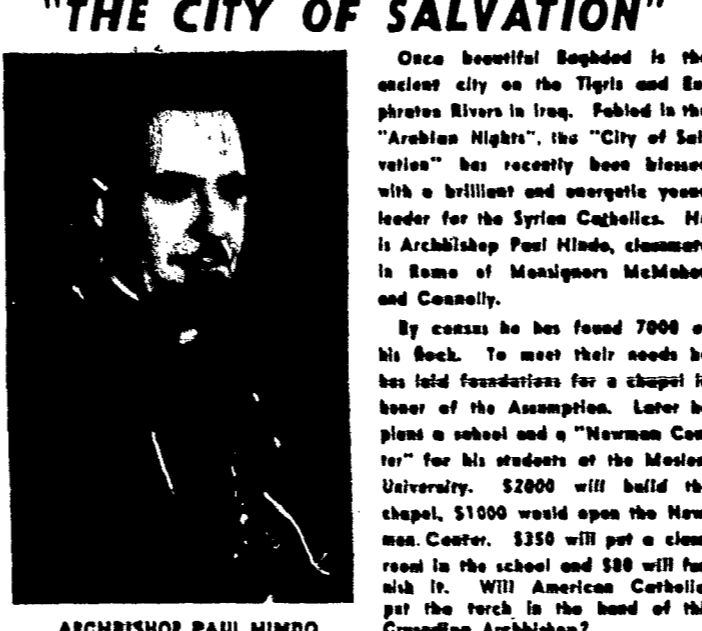 "THE CITY OF SALVATION"
Once beautiful Baghdad is the
ancient city on the Tigris and Eu
phrates Rivers in Iraq. Fabled in the
"Arabian Nights", the "City of Sal
vation" has recently been blessed
with a brilliant and energetic young
leader for the Syrian Catholics. He
is Archbishop Paul Hindo, classmate
in Rome of Monsignors McMahon
and Connolly.
By census he has found 7000 o
his flock. To meet their needs he
has laid foundations for a chapel in
honor of the Assumption. Later he
plans a school and a "Newman Cen
ter" for his students at the Moslem
University. $2000 will build the
chapel, $1000 would open the New
man Center. $350 will put a class
room in the school and $80 will fur
nish it. Will American Catholic
put the torch in the hand of this
Crusading Archbishop?
ARCHBISHOP PAUL HINDO